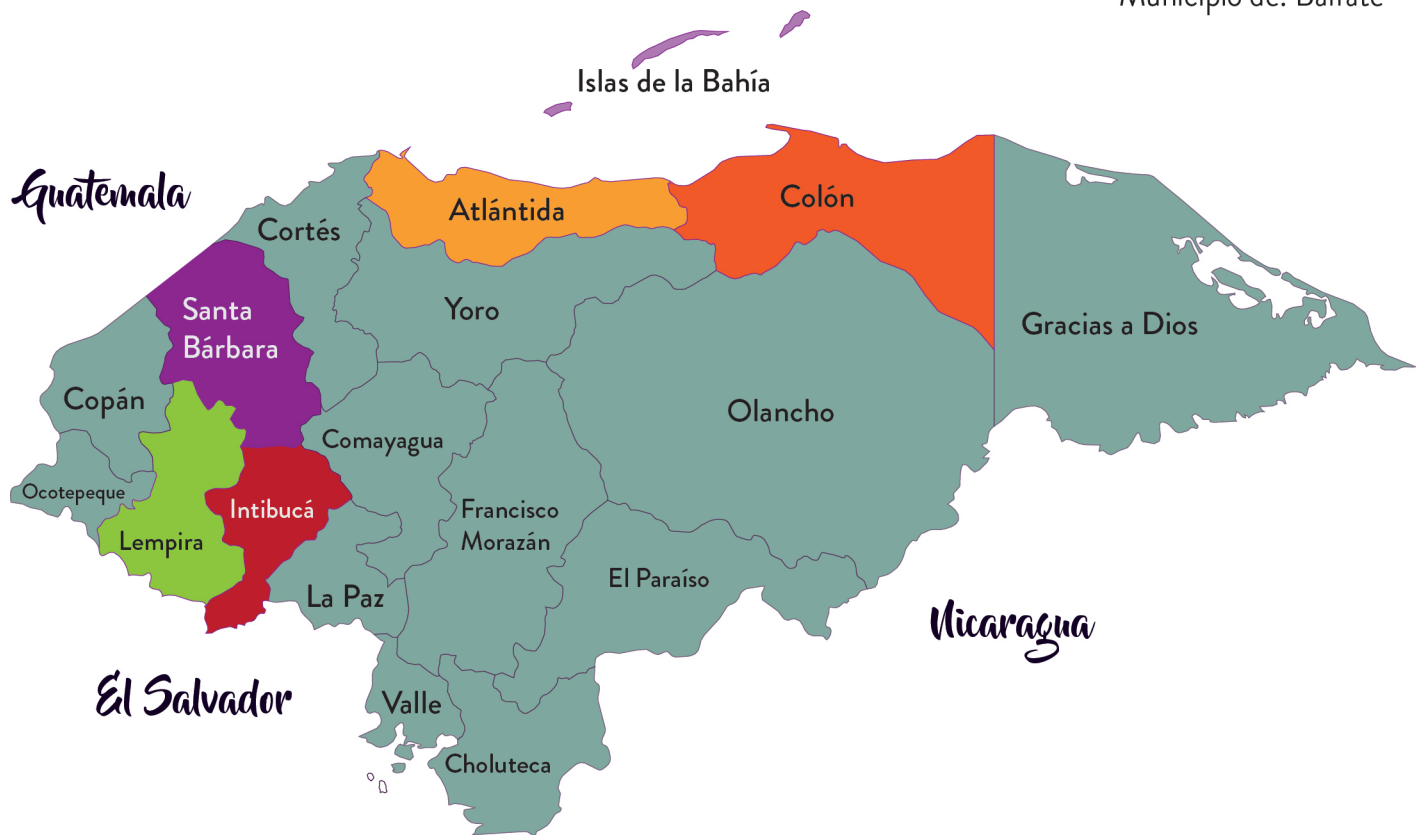 Municipio de: Balfate
Islas de la Bahía
Guatemala
Colón
Atlántida
Cortés
Santa
Bárbara
Yoro
Gracias a Dios
Copán
Olancho
Comayagua
Ocotepeque
Intibucá
Francisco
Morazán
Lempira
El Paraíso
La Paz
Nicaragua
El Salvador
Valle
Choluteca